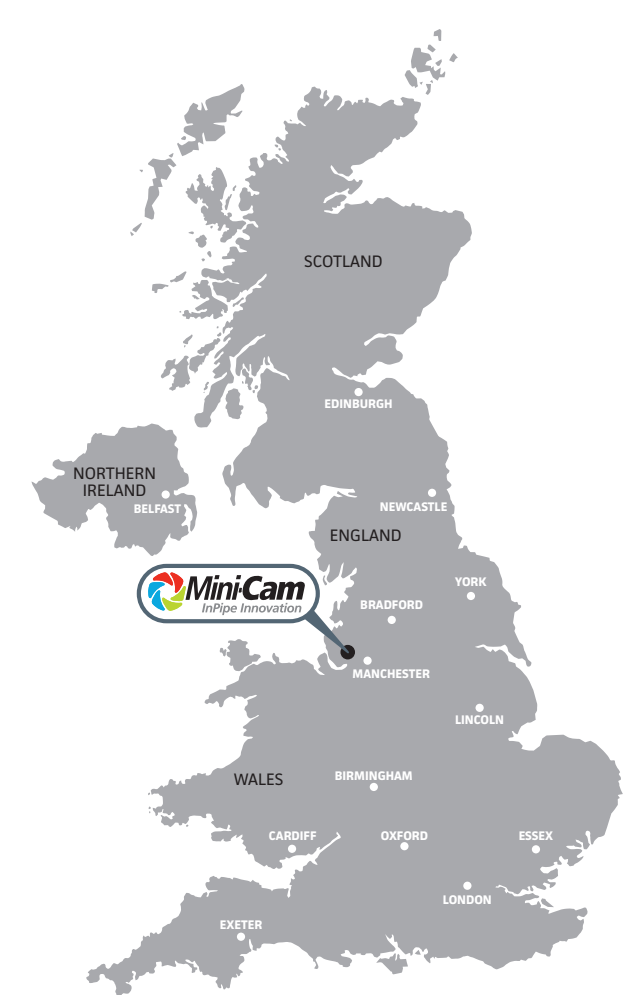 SCOTLAND
EDINBURGH
NORTHERN
IRELAND
BELFAST
NEWCASTLE
ENGLAND
Mini-Cam
InPipe Innovation
YORK
BRADFORD
MANCHESTER
LINCOLN
WALES
BIRMINGHAM
CARDIFF
OXFORD
ESSEX
LONDON
EXETER